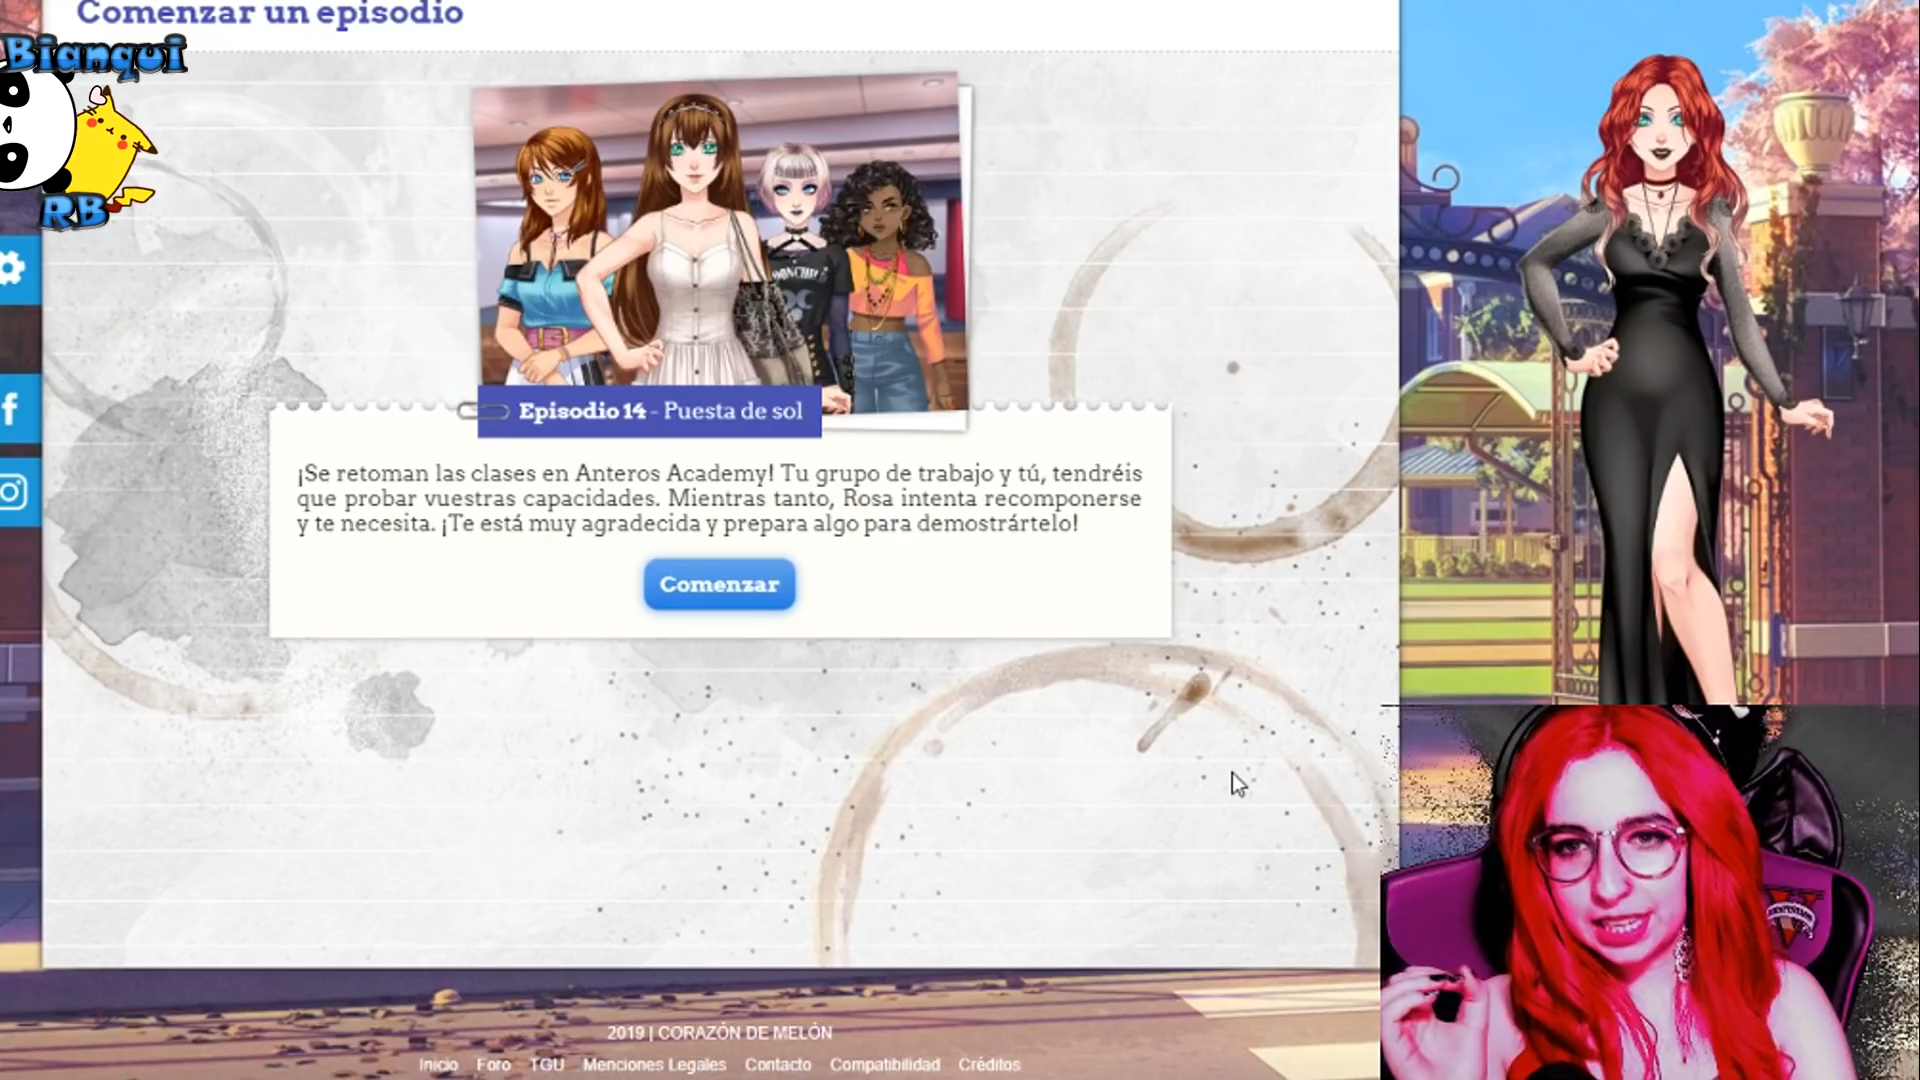 Comenzar un episodio
Bianqui
RB
Episodio 14 - Puesta de sol
¡Se retoman las clases en Anteros Academy! Tu grupo de trabajo y tú, tendréis
que probar vuestras capacidades. Mientras tanto, Rosa intenta recomponerse
y te necesita. ¡Te está muy agradecida y prepara algo para demostrártelo!
Comenzar
2019 | CORAZÓN DE MELÓN
Inicio Foro TGU Menciones Legales Contacto Compatibilidad Créditos